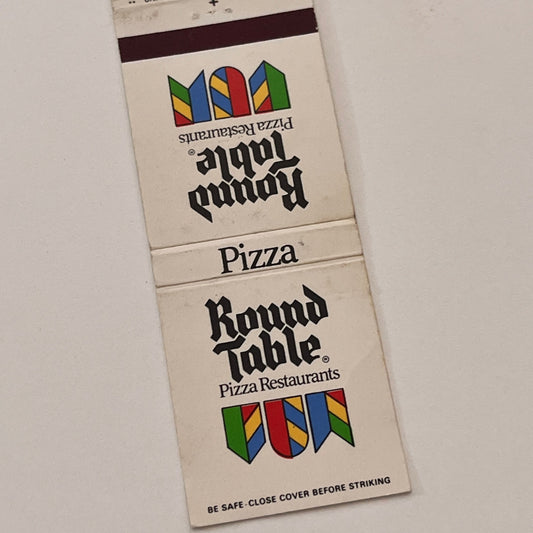 Pizza Restaurants
®
Round
Table
Pizza
Round
Table®
Pizza Restaurants
BE SAFE-CLOSE COVER BEFORE STRIKING